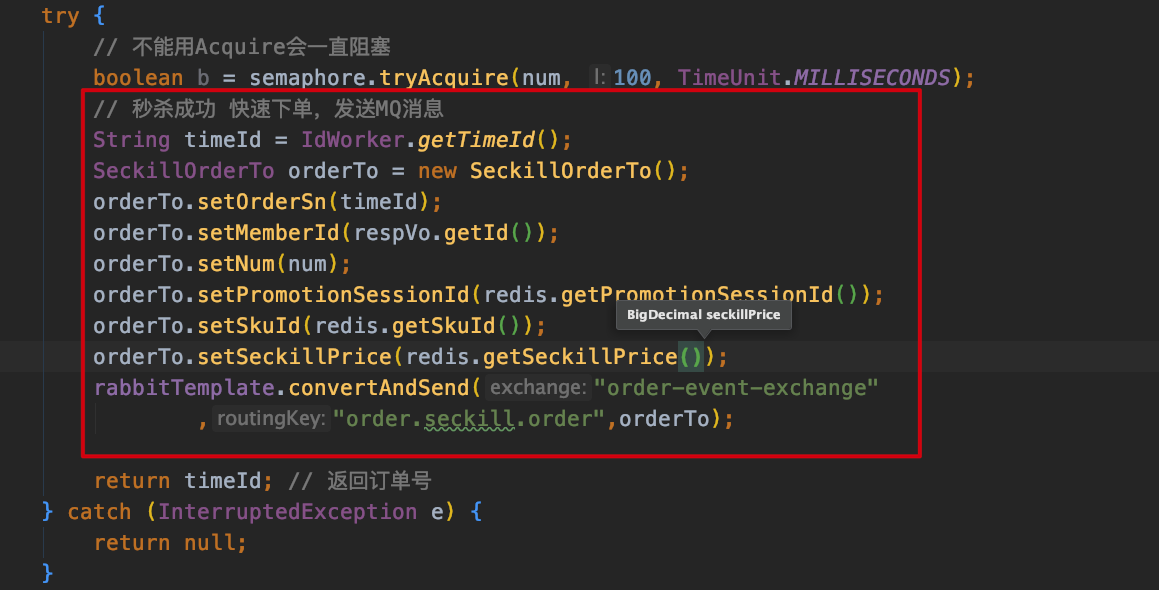 try {
// 不能用Acquire会一直阻塞
boolean b = semaphore.tryAcquire(num, l: 100, TimeUnit.MILLISECONDS);
// 秒杀成功 快速下单，发送MQ消息
String timeId = IdWorker.getTimeId();
SeckillOrderTo orderTo = new SeckillOrderTo();
orderTo.setOrderSn(timeId);
orderTo.setMemberId(respVo.getId());
orderTo.setNum(num);
orderTo.setPromotionSessionId(redis.getPromotionSessionId());
orderTo.setSkuId(redis.getSkuId());
BigDecimal seckillPrice
orderTo.setSeckillPrice(redis.getSeckillPrice());
rabbitTemplate.convertAndSend( exchange: "order-event-exchange"
, routingKey: "order.seckill.order",orderTo);
return timeId; // 返回订单号
} catch (InterruptedException e) {
return null;
}